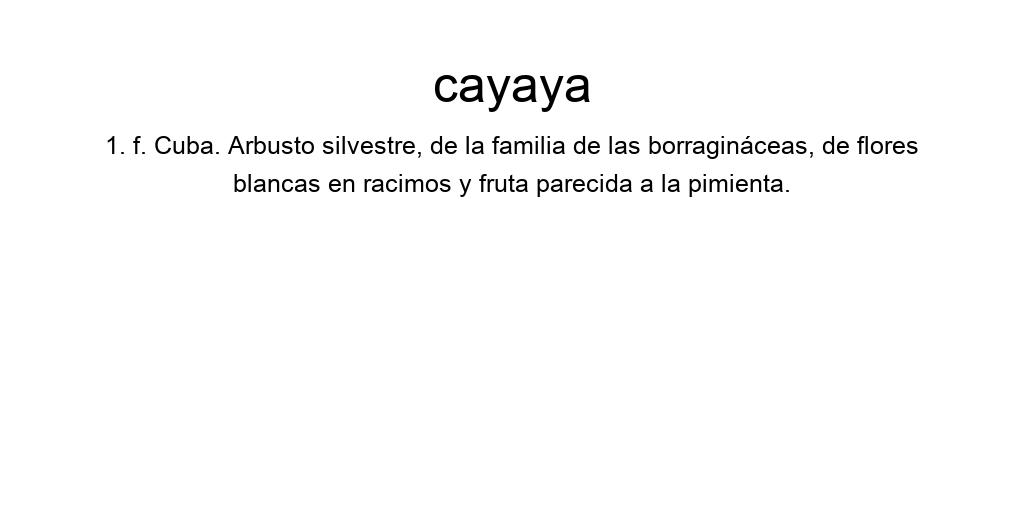 cayaya
1. f. Cuba. Arbusto silvestre, de la familia de las borragináceas, de flores
blancas en racimos y fruta parecida a la pimienta.